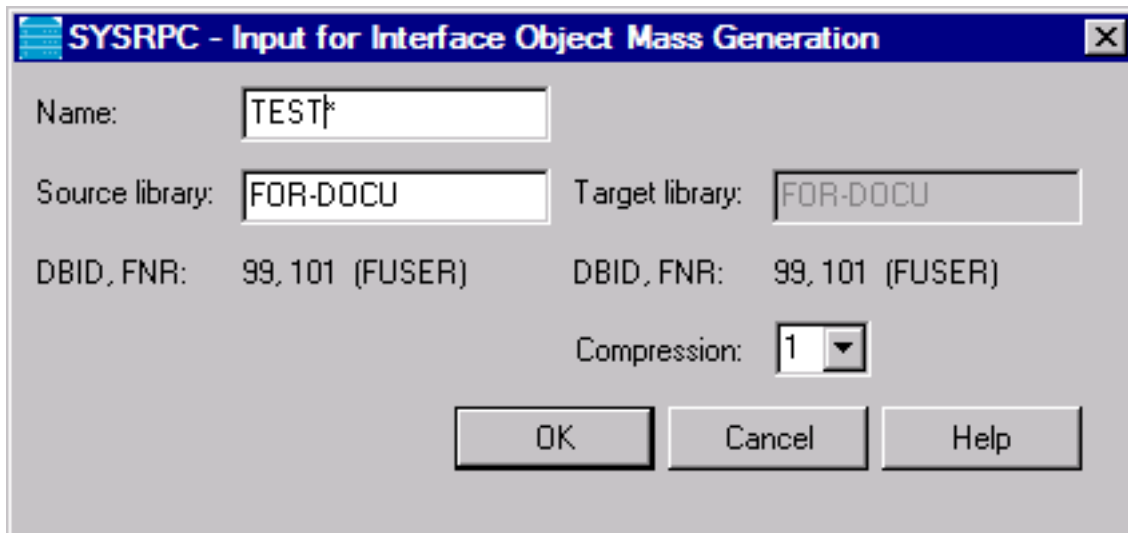 SYSRPC - Input for Interface Object Mass Generation
Name: TEST*
Source library: FOR-DOCU Target library: FOR-DOCU
DBID, FNR: 99, 101 (FUSER) DBID, FNR: 99, 101 (FUSER)
Compression: 1
OK Cancel Help